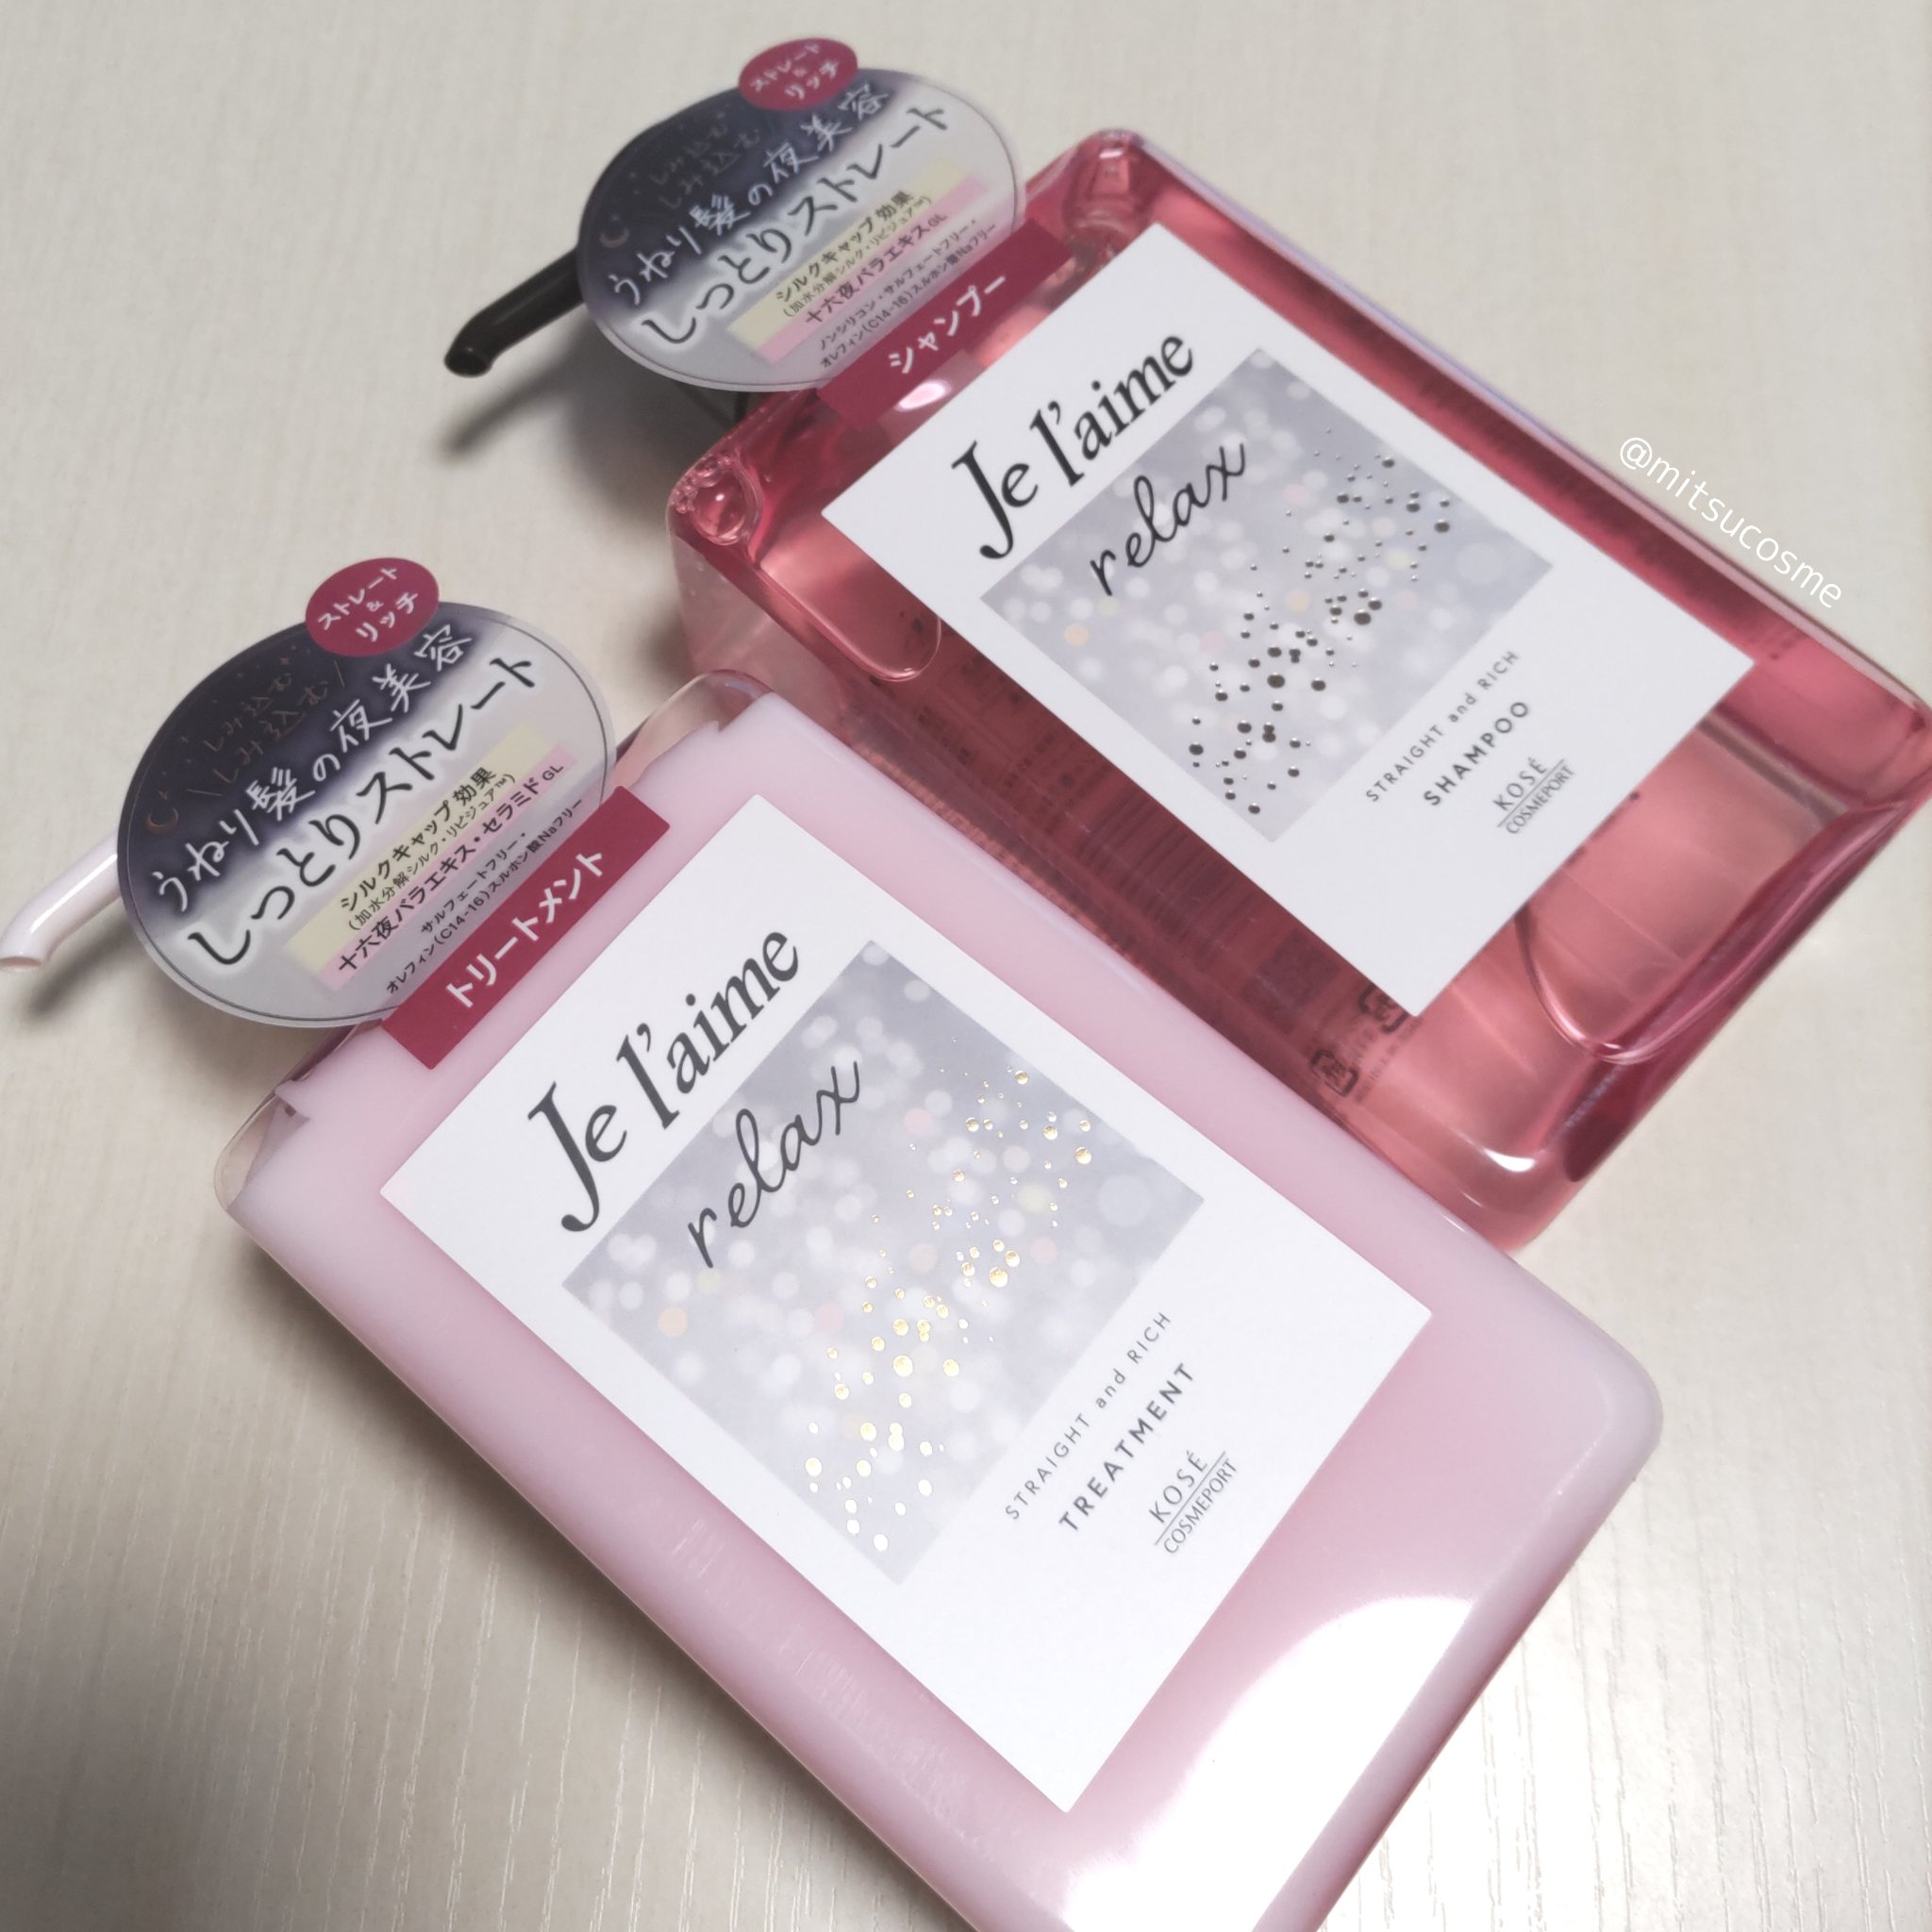 ストレート
&
リッチ
しみ込む
しみ込む
うねり髪の夜美容
しっとりストレート
シルクキャップ効果
(加水分解シルク・リピジュア™)
十六夜バラエキスGL
ノンシリコン・サルフェートフリー・
オレフィン(C14-16)スルホン酸Naフリー
シャンプー
Je l'aime
relax
STRAIGHT and RICH
SHAMPOO
KOSÉ
COSMEPORT
@mitsucosme
ストレート
&
リッチ
しみ込む
しみ込む
うねり髪の夜美容
しっとりストレート
シルクキャップ効果
(加水分解シルク・リピジュア™)
十六夜バラエキス・セラミドGL
サルフェートフリー・
オレフィン(C14-16)スルホン酸Naフリー
トリートメント
Je l'aime
relax
STRAIGHT and RICH
TREATMENT
KOSÉ
COSMEPORT